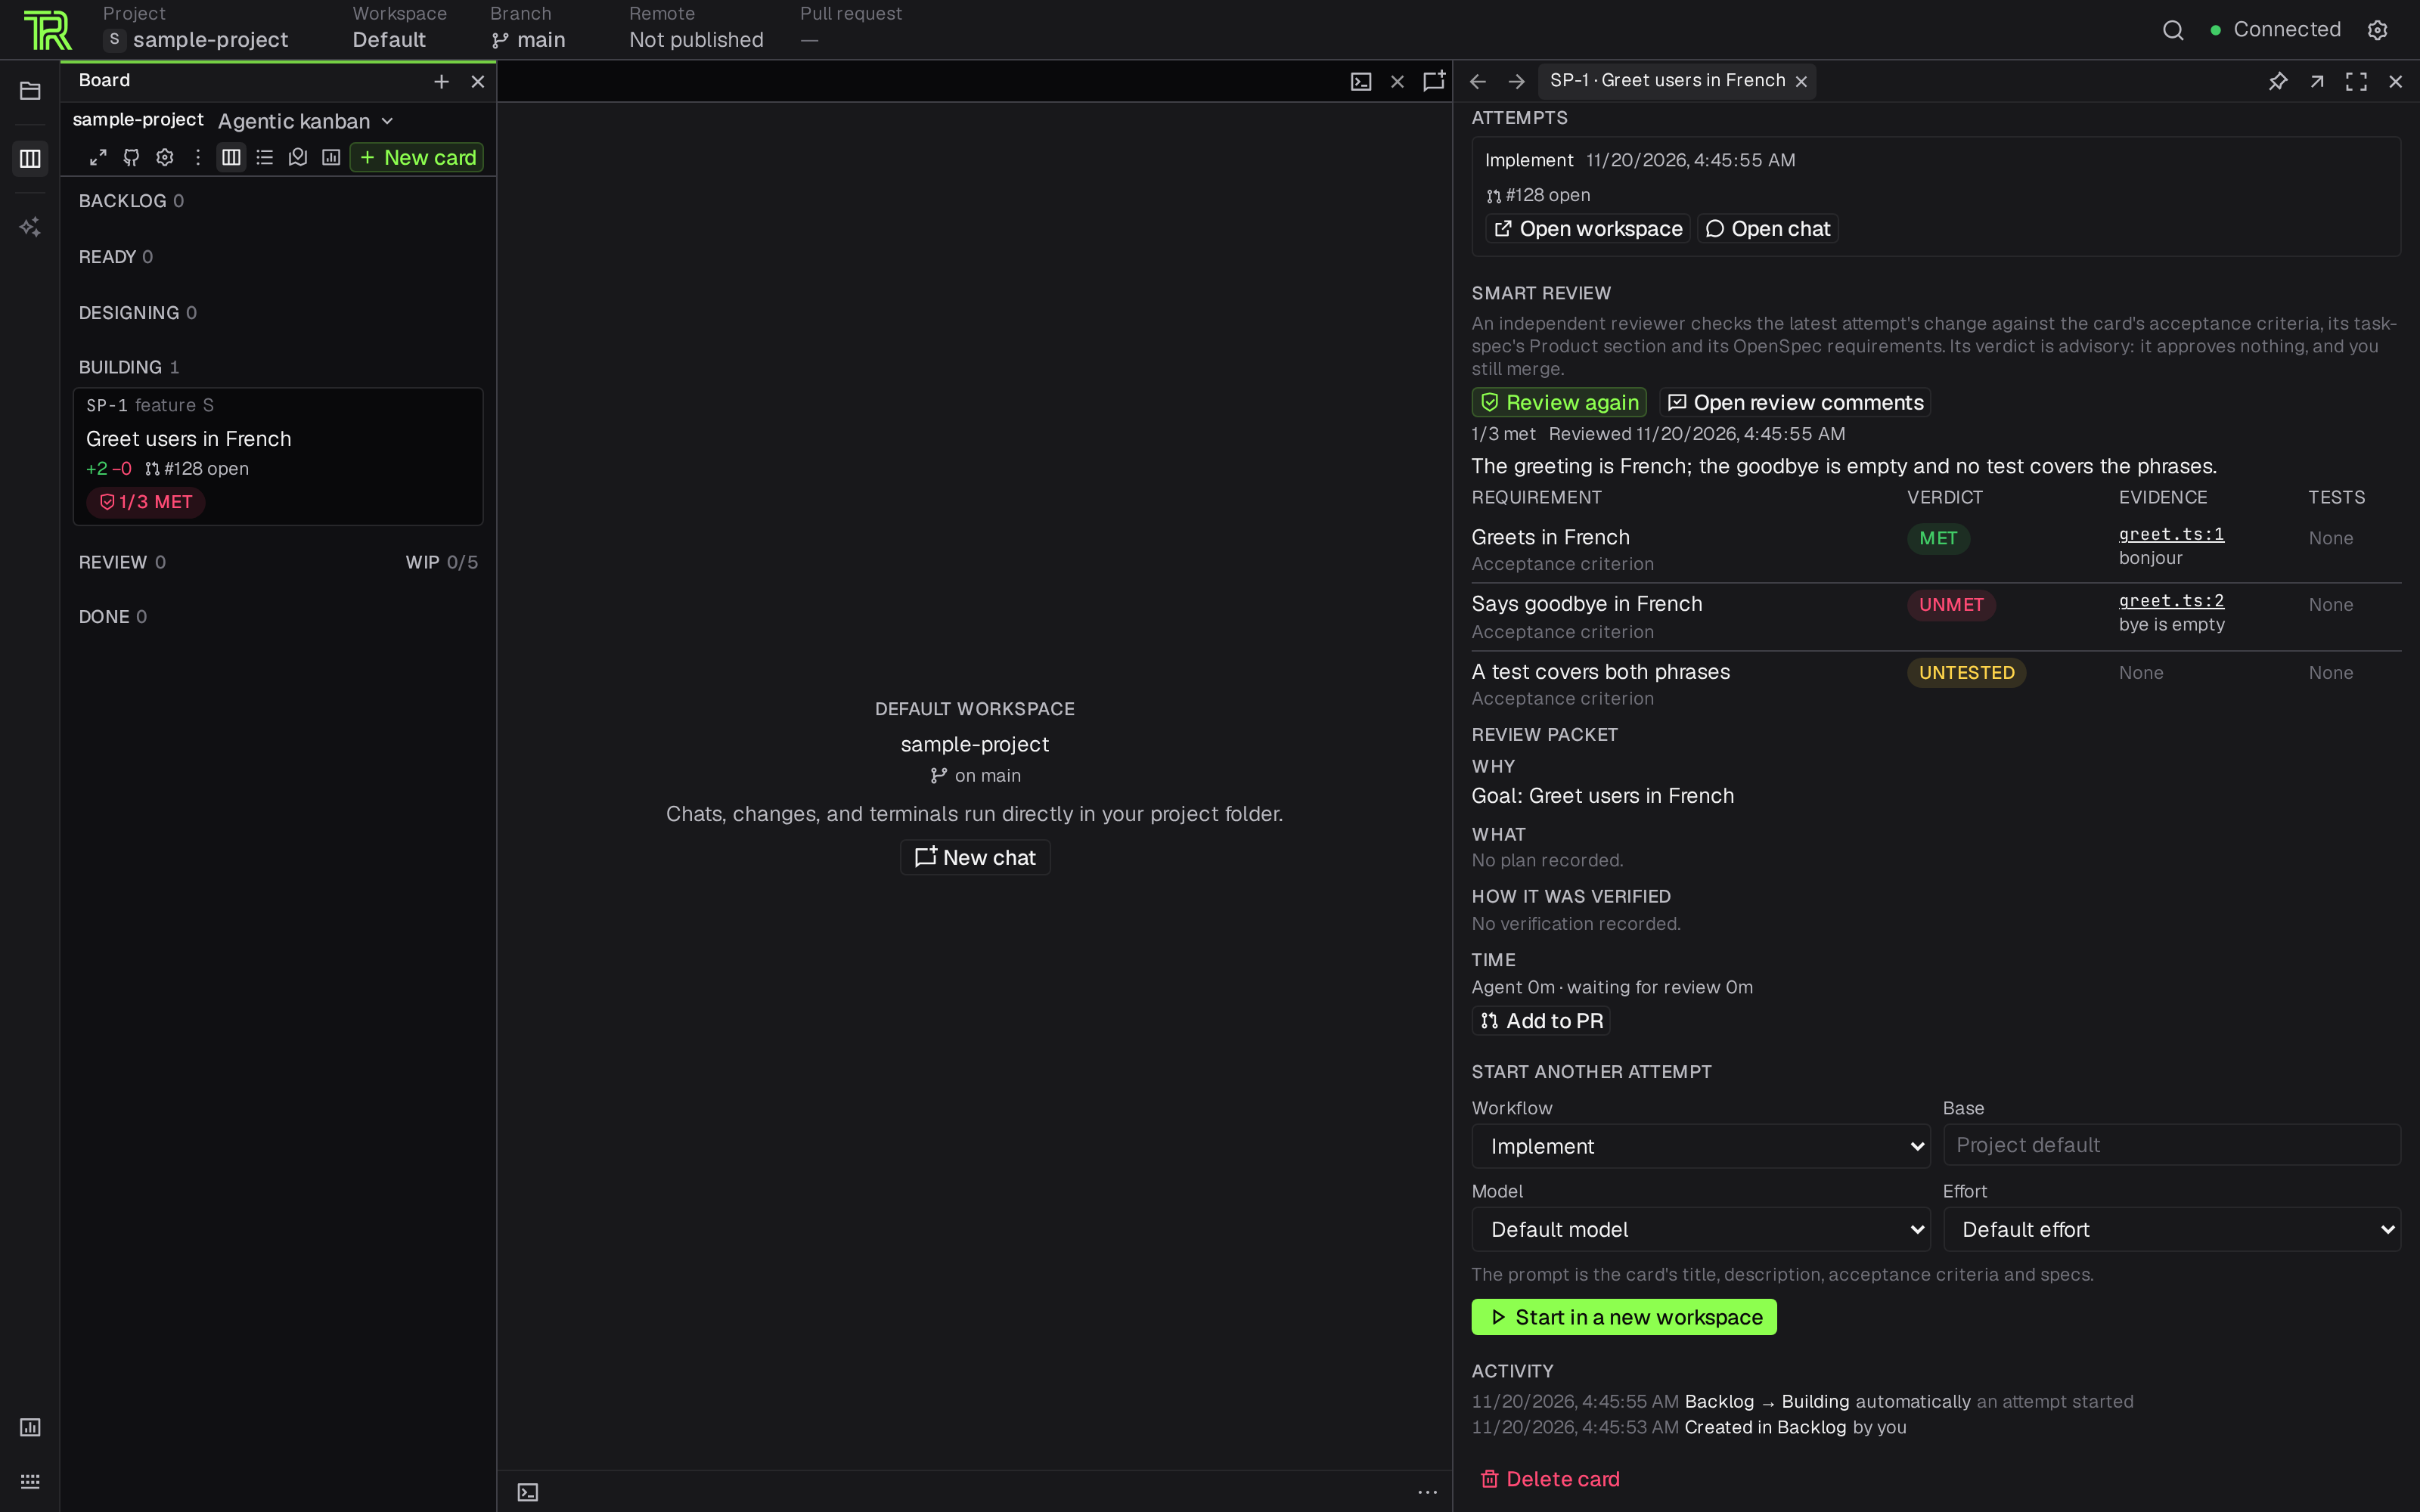 TR
Project
S sample-project
Workspace
Default
Branch
main
Remote
Not published
Pull request
—
Connected
Board
sample-project Agentic kanban
New card
BACKLOG 0
READY 0
DESIGNING 0
BUILDING 1
SP-1 feature S
Greet users in French
+2 −0 #128 open
1/3 MET
REVIEW 0 WIP 0/5
DONE 0
DEFAULT WORKSPACE
sample-project
on main
Chats, changes, and terminals run directly in your project folder.
New chat
SP-1 · Greet users in French
ATTEMPTS
Implement 11/20/2026, 4:45:55 AM
#128 open
Open workspace Open chat
SMART REVIEW
An independent reviewer checks the latest attempt's change against the card's acceptance criteria, its task-
spec's Product section and its OpenSpec requirements. Its verdict is advisory: it approves nothing, and you
still merge.
Review again Open review comments
1/3 met Reviewed 11/20/2026, 4:45:55 AM
The greeting is French; the goodbye is empty and no test covers the phrases.
REQUIREMENT VERDICT EVIDENCE TESTS
Greets in French MET greet.ts:1 None
Acceptance criterion bonjour
Says goodbye in French UNMET greet.ts:2 None
Acceptance criterion bye is empty
A test covers both phrases UNTESTED None None
Acceptance criterion
REVIEW PACKET
WHY
Goal: Greet users in French
WHAT
No plan recorded.
HOW IT WAS VERIFIED
No verification recorded.
TIME
Agent 0m · waiting for review 0m
Add to PR
START ANOTHER ATTEMPT
Workflow Base
Implement Project default
Model Effort
Default model Default effort
The prompt is the card's title, description, acceptance criteria and specs.
Start in a new workspace
ACTIVITY
11/20/2026, 4:45:55 AM Backlog → Building automatically an attempt started
11/20/2026, 4:45:53 AM Created in Backlog by you
Delete card